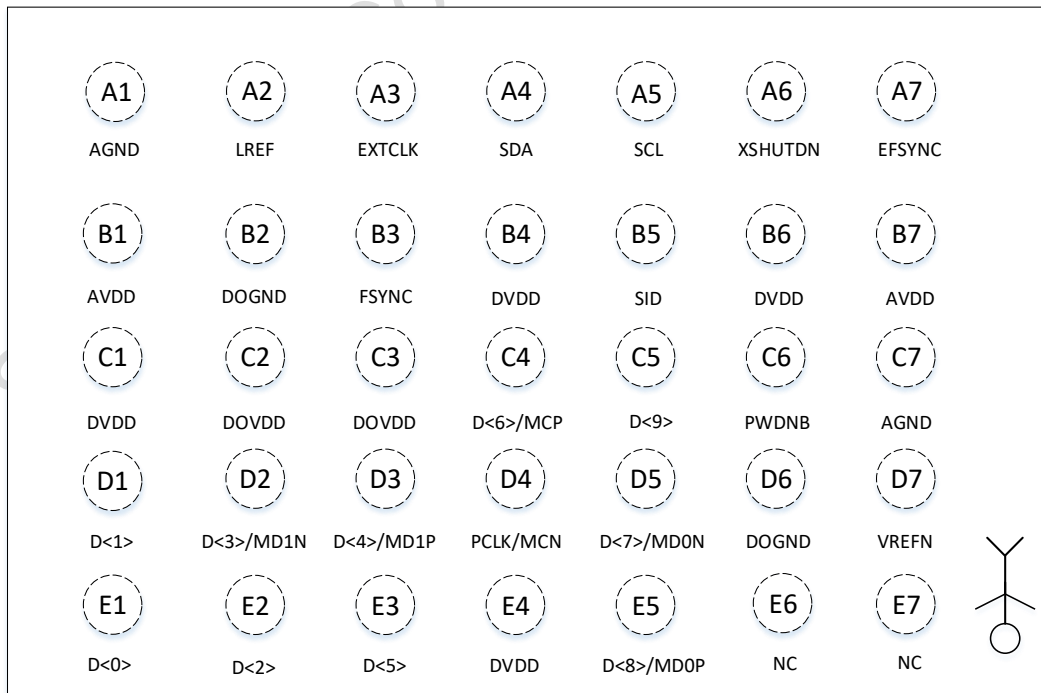 A1 A2 A3 A4 A5 A6 A7
AGND LREF EXTCLK SDA SCL XSHUTDN EFSYNC
B1 B2 B3 B4 B5 B6 B7
AVDD DOGND FSYNC DVDD SID DVDD AVDD
C1 C2 C3 C4 C5 C6 C7
DVDD DOVDD DOVDD D<6>/MCP D<9> PWDNB AGND
D1 D2 D3 D4 D5 D6 D7
D<1> D<3>/MD1N D<4>/MD1P PCLK/MCN D<7>/MD0N DOGND VREFN
E1 E2 E3 E4 E5 E6 E7
D<0> D<2> D<5> DVDD D<8>/MD0P NC NC